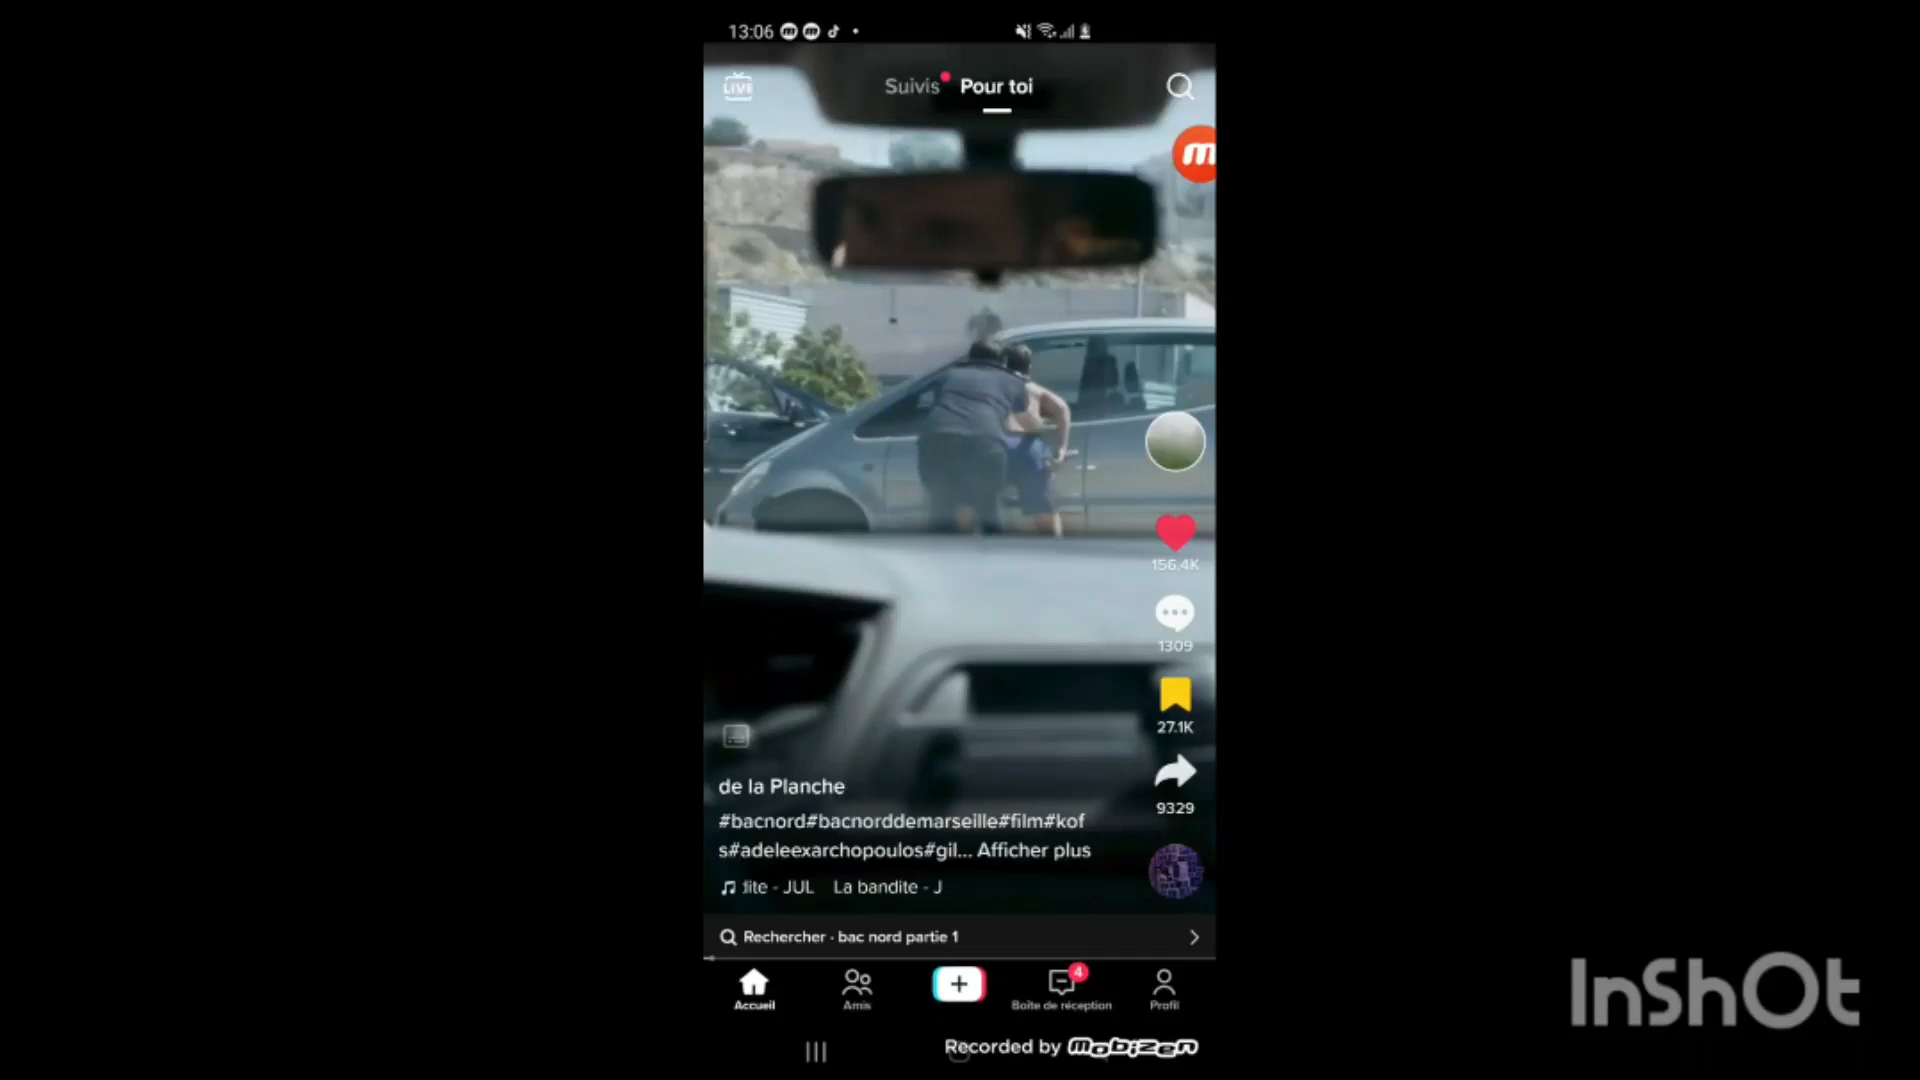 13:06
LIVE
Suivis Pour toi
m
156.4K
1309
27.1K
9329
de la Planche
#bacnord#bacnorddemarseille#film#kof
s#adeleexarchopoulos#gil... Afficher plus
dite - JUL La bandite - J
Rechercher · bac nord partie 1
4
Accueil Amis Boîte de réception Profil
Recorded by mobizen
InShOt